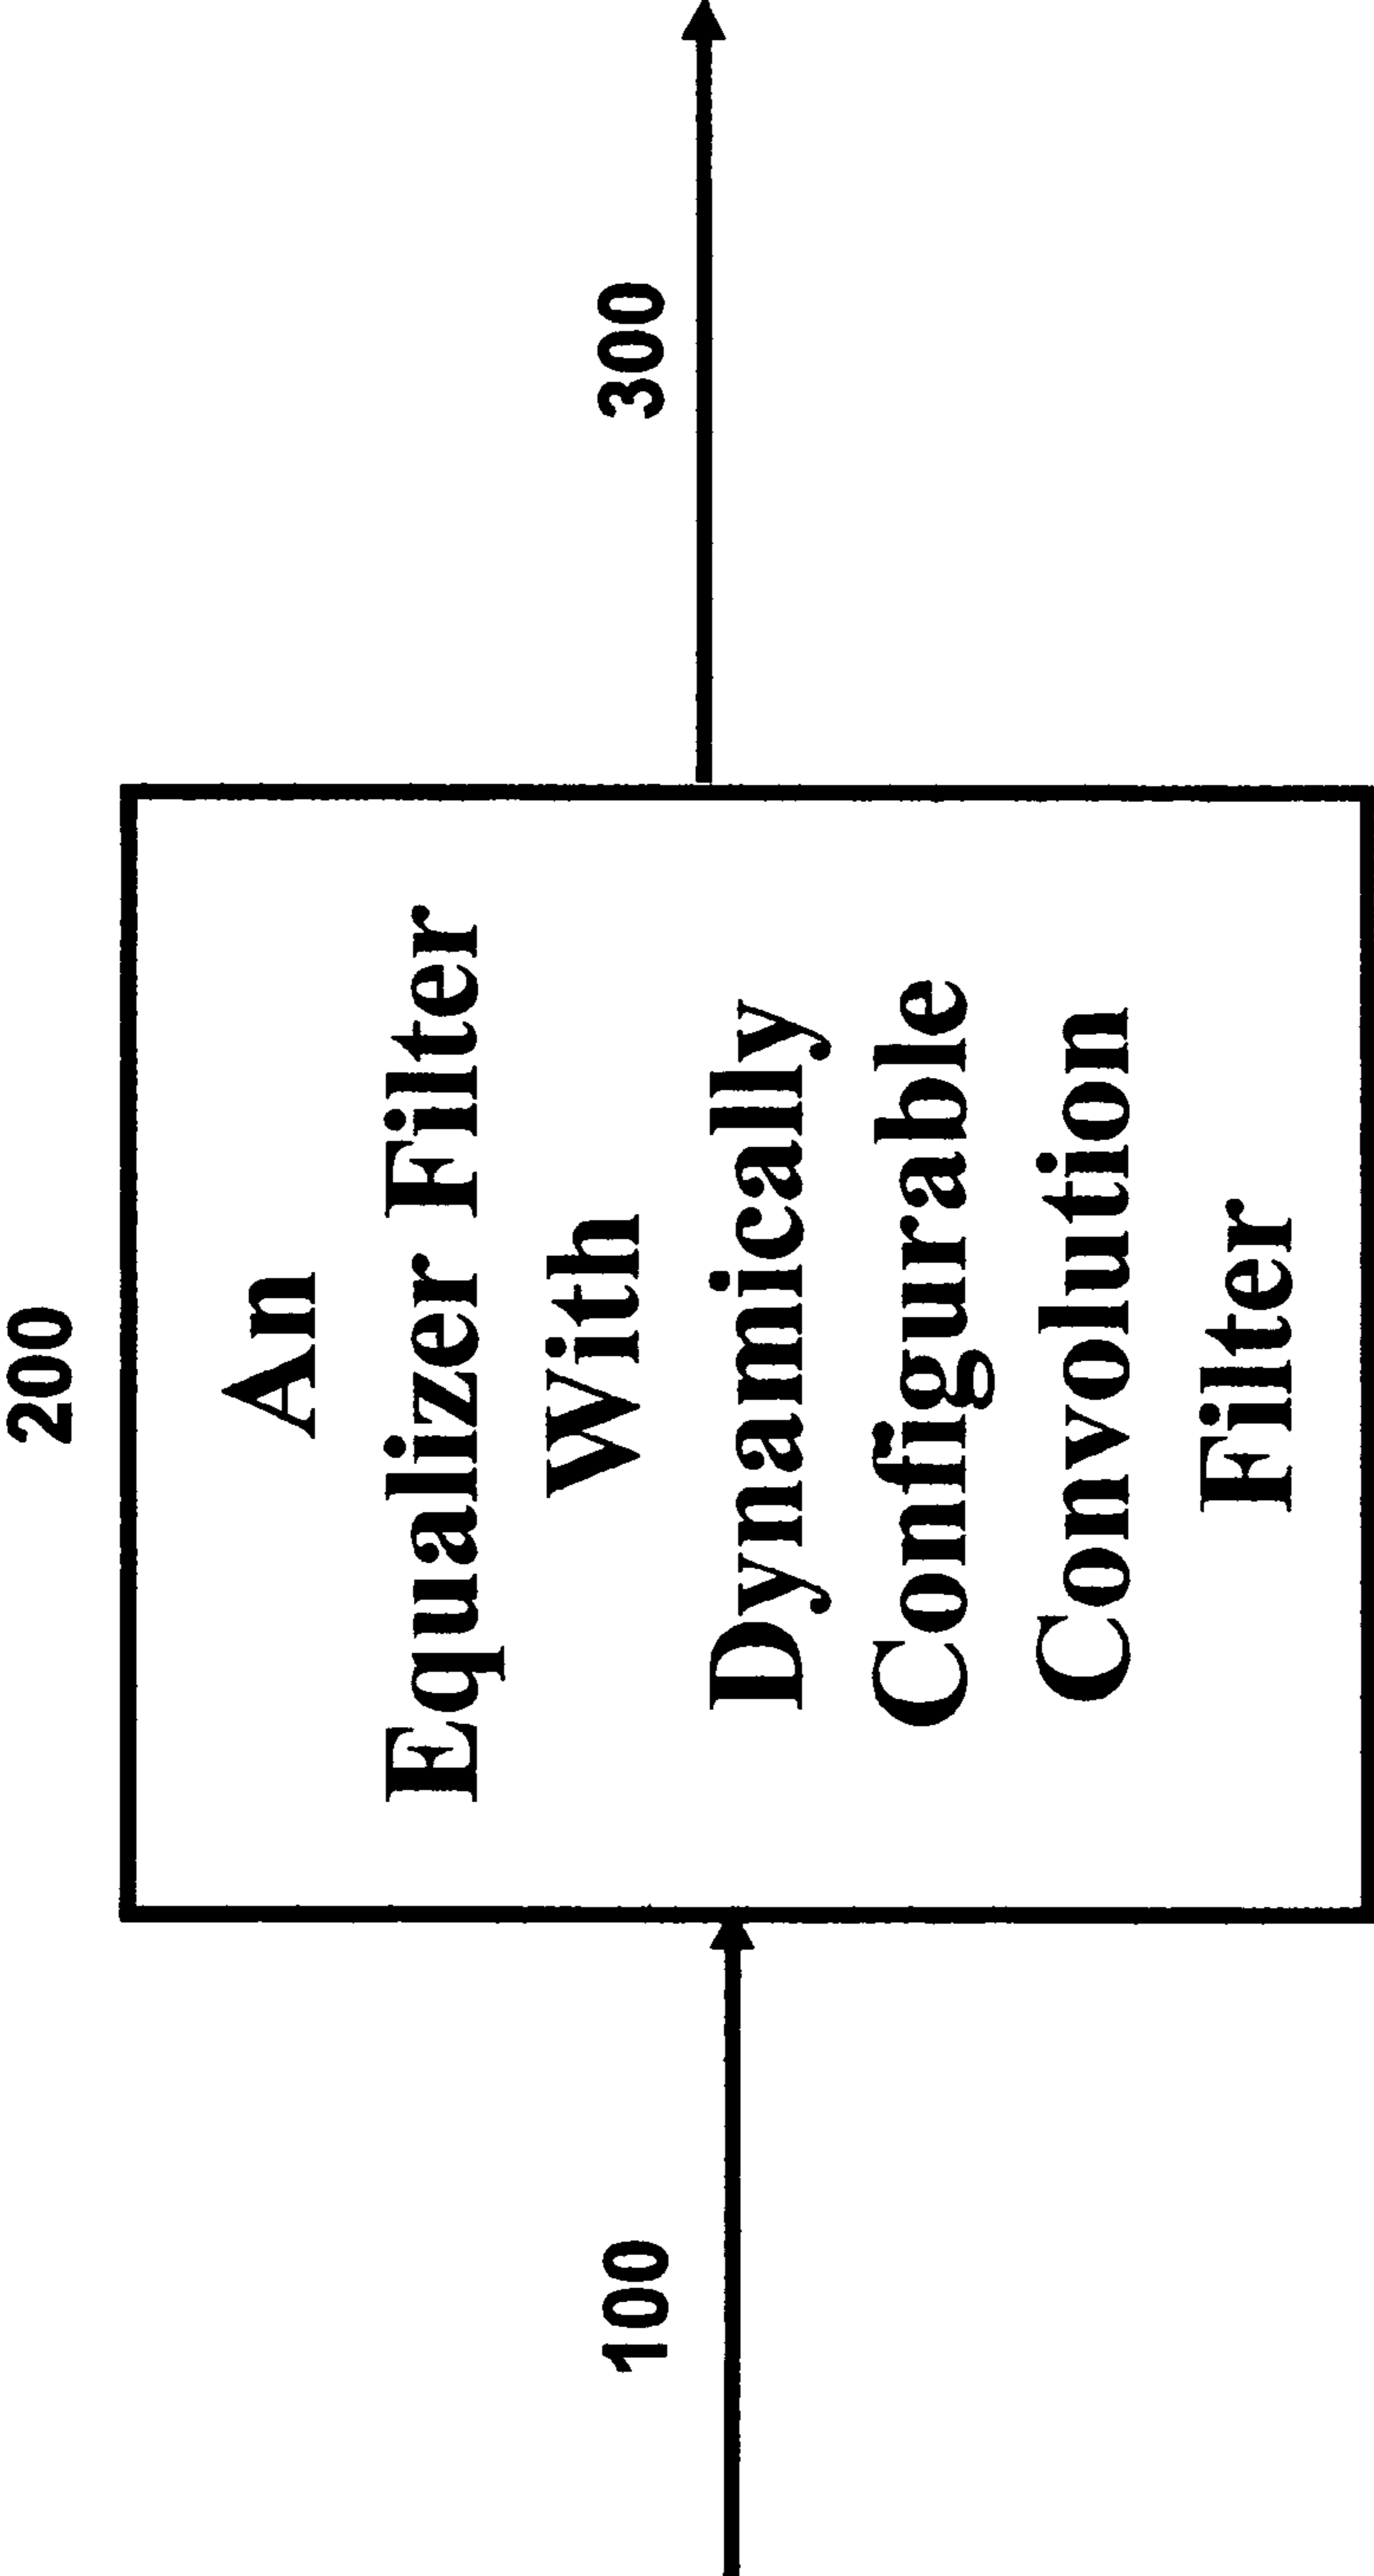 200
An
Equalizer Filter
With
Dynamically
Configurable
Convolution
Filter
100
300